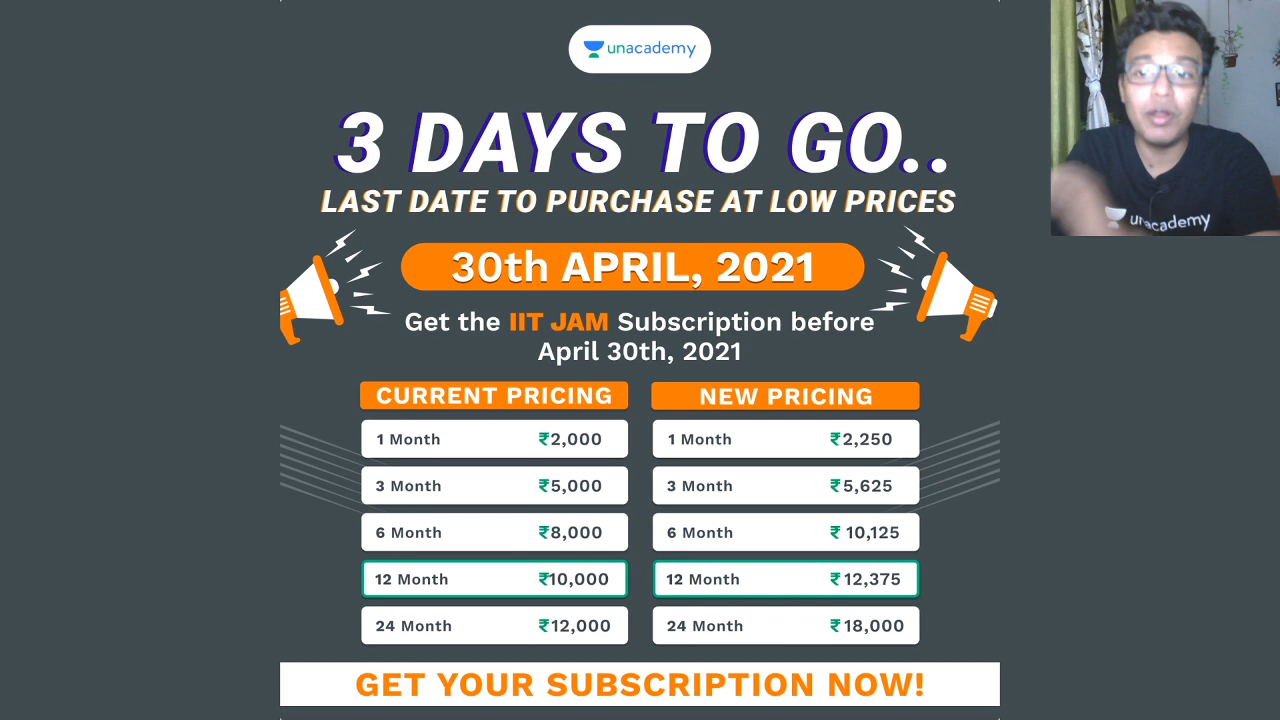 unacademy
3 DAYS TO GO..
LAST DATE TO PURCHASE AT LOW PRICES
30th APRIL, 2021
Get the IIT JAM Subscription before
April 30th, 2021
CURRENT PRICING
1 Month ₹2,000
3 Month ₹5,000
6 Month ₹8,000
12 Month ₹10,000
24 Month ₹12,000
NEW PRICING
1 Month ₹2,250
3 Month ₹5,625
6 Month ₹ 10,125
12 Month ₹12,375
24 Month ₹18,000
GET YOUR SUBSCRIPTION NOW!
unacademy